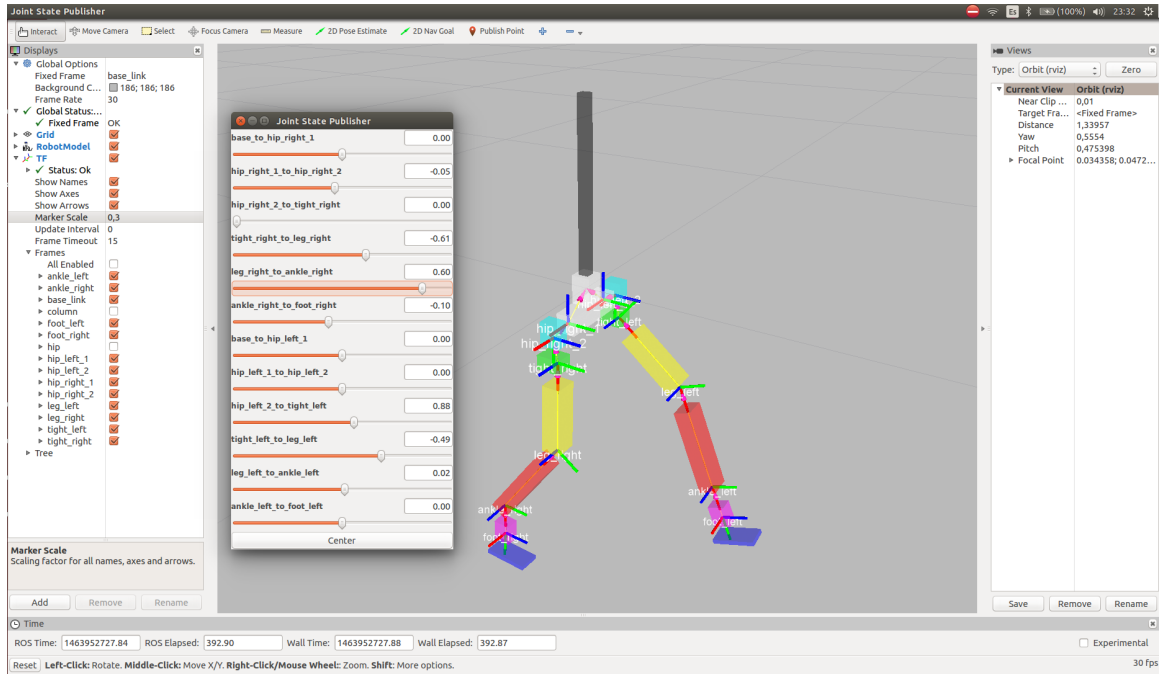 Joint State Publisher
Es (100%) 23:32
Interact Move Camera Select Focus Camera Measure 2D Pose Estimate 2D Nav Goal Publish Point
Displays
Global Options
Fixed Frame base_link
Background C... 186; 186; 186
Frame Rate 30
Global Status:...
Fixed Frame OK
Grid
RobotModel
TF
Status: Ok
Show Names
Show Axes
Show Arrows
Marker Scale 0,3
Update Interval 0
Frame Timeout 15
Frames
All Enabled
ankle_left
ankle_right
base_link
column
foot_left
foot_right
hip
hip_left_1
hip_left_2
hip_right_1
hip_right_2
leg_left
leg_right
tight_left
tight_right
Tree
Marker Scale
Scaling factor for all names, axes and arrows.
Add Remove Rename
Joint State Publisher
base_to_hip_right_1 0.00
hip_right_1_to_hip_right_2 -0.05
hip_right_2_to_tight_right 0.00
tight_right_to_leg_right -0.61
leg_right_to_ankle_right 0.60
ankle_right_to_foot_right -0.10
base_to_hip_left_1 0.00
hip_left_1_to_hip_left_2 0.00
hip_left_2_to_tight_left 0.88
tight_left_to_leg_left -0.49
leg_left_to_ankle_left 0.02
ankle_left_to_foot_left 0.00
Center
tight_left
hip_right_2
tight_right
leg_left
leg_right
ankle_left
ankle_right
foot_left
foot_right
Views
Type: Orbit (rviz) Zero
Current View Orbit (rviz)
Near Clip ... 0,01
Target Fra... <Fixed Frame>
Distance 1,33957
Yaw 0,5554
Pitch 0,475398
Focal Point 0.034358; 0.0472...
Save Remove Rename
Time
ROS Time: 1463952727.84 ROS Elapsed: 392.90 Wall Time: 1463952727.88 Wall Elapsed: 392.87 Experimental
Reset Left-Click: Rotate. Middle-Click: Move X/Y. Right-Click/Mouse Wheel:: Zoom. Shift: More options. 30 fps